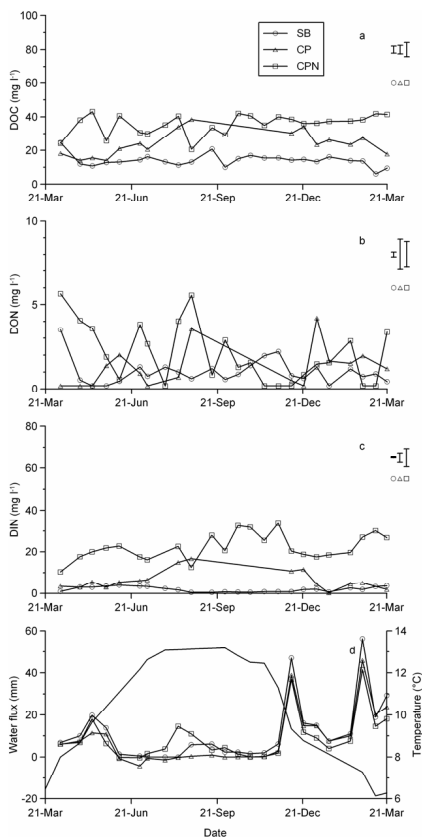 100
80
60
40
20
0
DOC (mg l-1)
SB
CP
CPN
a
21-Mar 21-Jun 21-Sep 21-Dec 21-Mar
10
5
0
DON (mg l-1)
b
21-Mar 21-Jun 21-Sep 21-Dec 21-Mar
80
60
40
20
0
DIN (mg l-1)
c
21-Mar 21-Jun 21-Sep 21-Dec 21-Mar
60
40
20
0
-20
Water flux (mm)
d
14
12
10
8
6
Temperature (°C)
21-Mar 21-Jun 21-Sep 21-Dec 21-Mar
Date